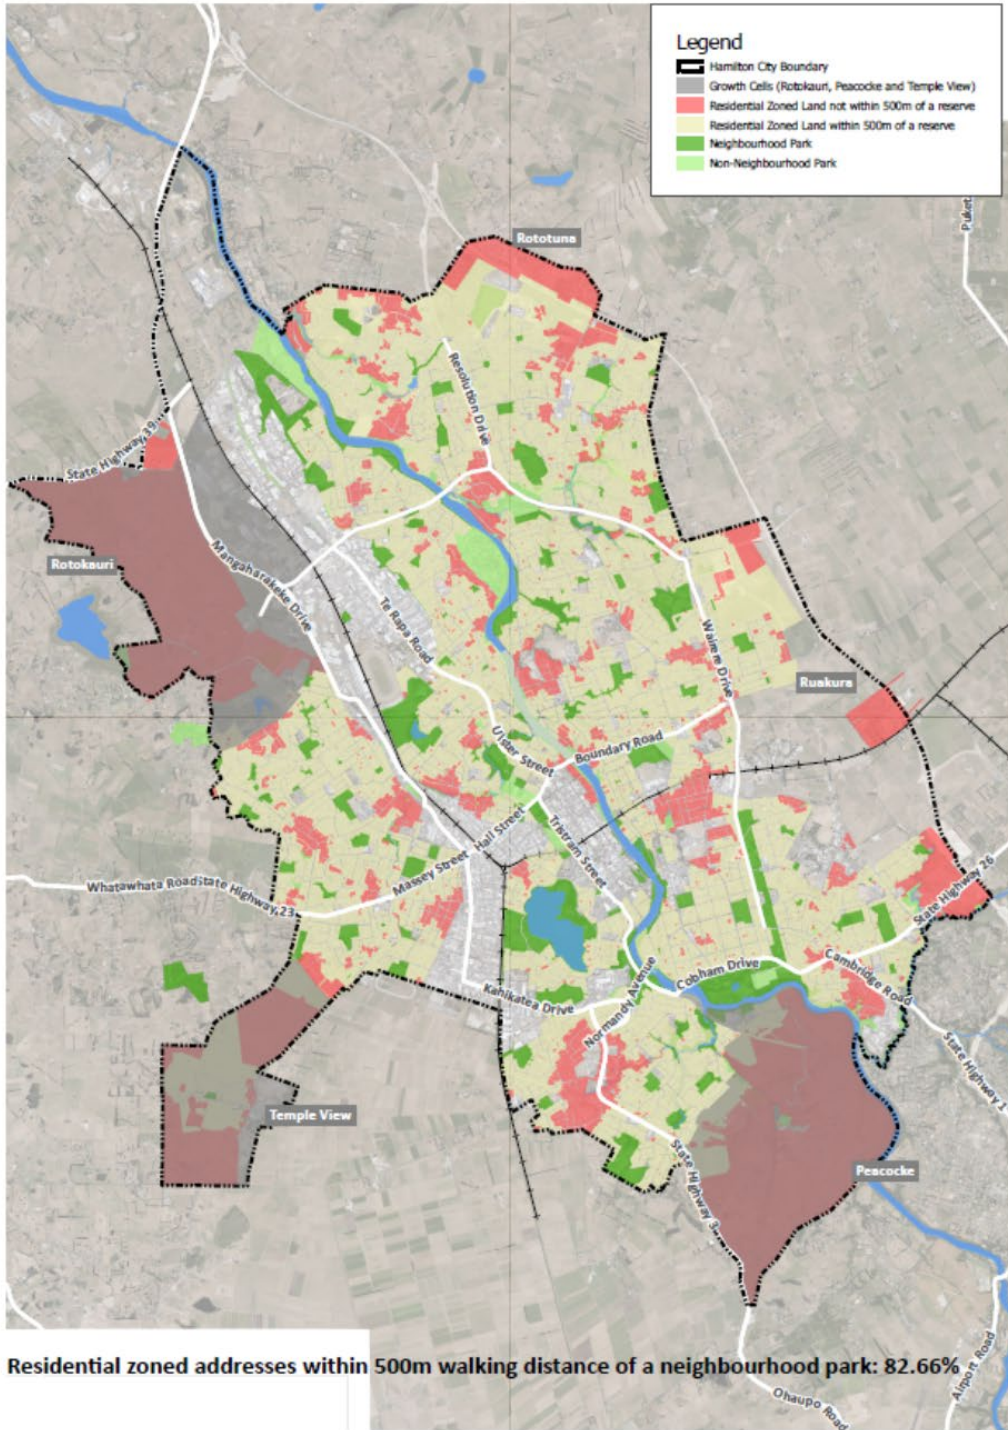 Legend
Hamilton City Boundary
Growth Cells (Rotokauri, Peacocke and Temple View)
Residential Zoned Land not within 500m of a reserve
Residential Zoned Land within 500m of a reserve
Neighbourhood Park
Non-Neighbourhood Park
Puket
Rototuna
Resolution Drive
State Highway 39
Rotokauri
Mangaharakeke Drive
Te Rapa Road
Wairere Drive
Ruakura
Ulster Street
Boundary Road
Tristram Street
Massey Street
Hall Street
Whatawhata Road
State Highway 23
State Highway 26
Cambridge Road
Cobham Drive
Kahikatea Drive
Normandy Avenue
State Highway 1
Temple View
State Highway 3
Peacocke
Residential zoned addresses within 500m walking distance of a neighbourhood park: 82.66%
Airport Road
Ohaupo Road